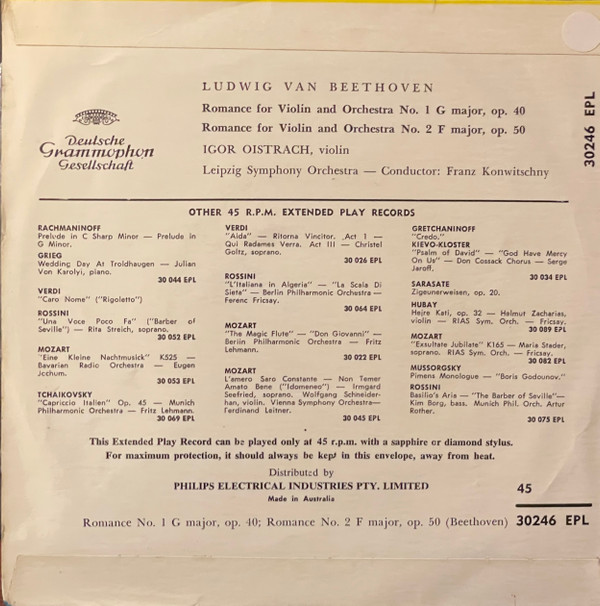 LUDWIG VAN BEETHOVEN
Romance for Violin and Orchestra No. 1 G major, op. 40
Romance for Violin and Orchestra No. 2 F major, op. 50
IGOR OISTRACH, violin
Leipzig Symphony Orchestra — Conductor: Franz Konwitschny
Deutsche
Grammophon
Gesellschaft
30246 EPL
OTHER 45 R.P.M. EXTENDED PLAY RECORDS
RACHMANINOFF
Prelude in C Sharp Minor — Prelude in
G Minor.
GRIEG
Wedding Day At Troldhaugen — Julian
Von Karolyi, piano.
30 044 EPL
VERDI
"Caro Nome" ("Rigoletto")
ROSSINI
"Una Voce Poco Fa" ("Barber of
Seville") — Rita Streich, soprano.
30 052 EPL
MOZART
"Eine Kleine Nachtmusick" K525 —
Bavarian Radio Orchestra — Eugen
Jochum.
30 053 EPL
TCHAIKOVSKY
"Capriccio Italien" Op. 45 — Munich
Philharmonic Orchestra — Fritz Lehmann.
30 069 EPL
VERDI
"Aida" — Ritorna Vincitor. Act 1 —
Qui Radames Verra. Act III — Christel
Goltz, soprano.
30 026 EPL
ROSSINI
"L'Italiana in Algeria" — "La Scala Di
Sieta" — Berlin Philharmonic Orchestra —
Ferenc Fricsay.
30 064 EPL
MOZART
"The Magic Flute" — "Don Giovanni" —
Berlin Philharmonic Orchestra — Fritz
Lehmann.
30 022 EPL
MOZART
L'amero Saro Constante — Non Temer
Amato Bene ("Idomeneo") — Irmgard
Seefried, soprano, Wolfgang Schneider-
han, violin. Vienna Symphony Orchestra—
Ferdinand Leitner.
30 045 EPL
GRETCHANINOFF
"Credo."
KIEVO-KLOSTER
"Psalm of David" — "God Have Mercy
On Us" — Don Cossack Chorus — Serge
Jaroff.
30 034 EPL
SARASATE
Zigeunerweisen, op. 20.
HUBAY
Hejre Kati, op. 32 — Helmut Zacharias,
violin — RIAS Sym. Orch. — Fricsay.
30 089 EPL
MOZART
"Exsultate Jubilate" K165 — Maria Stader,
soprano. RIAS Sym. Orch. — Fricsay.
30 082 EPL
MUSSORGSKY
Pimens Monologue — "Boris Godounov."
ROSSINI
Basilio's Aria — "The Barber of Seville"—
Kim Borg, bass. Munich Phil. Orch. Artur
Rother.
30 075 EPL
This Extended Play Record can be played only at 45 r.p.m. with a sapphire or diamond stylus.
For maximum protection, it should always be kept in this envelope, away from heat.
Distributed by
PHILIPS ELECTRICAL INDUSTRIES PTY. LIMITED
Made in Australia
45
Romance No. 1 G major, op. 40; Romance No. 2 F major, op. 50 (Beethoven) 30246 EPL